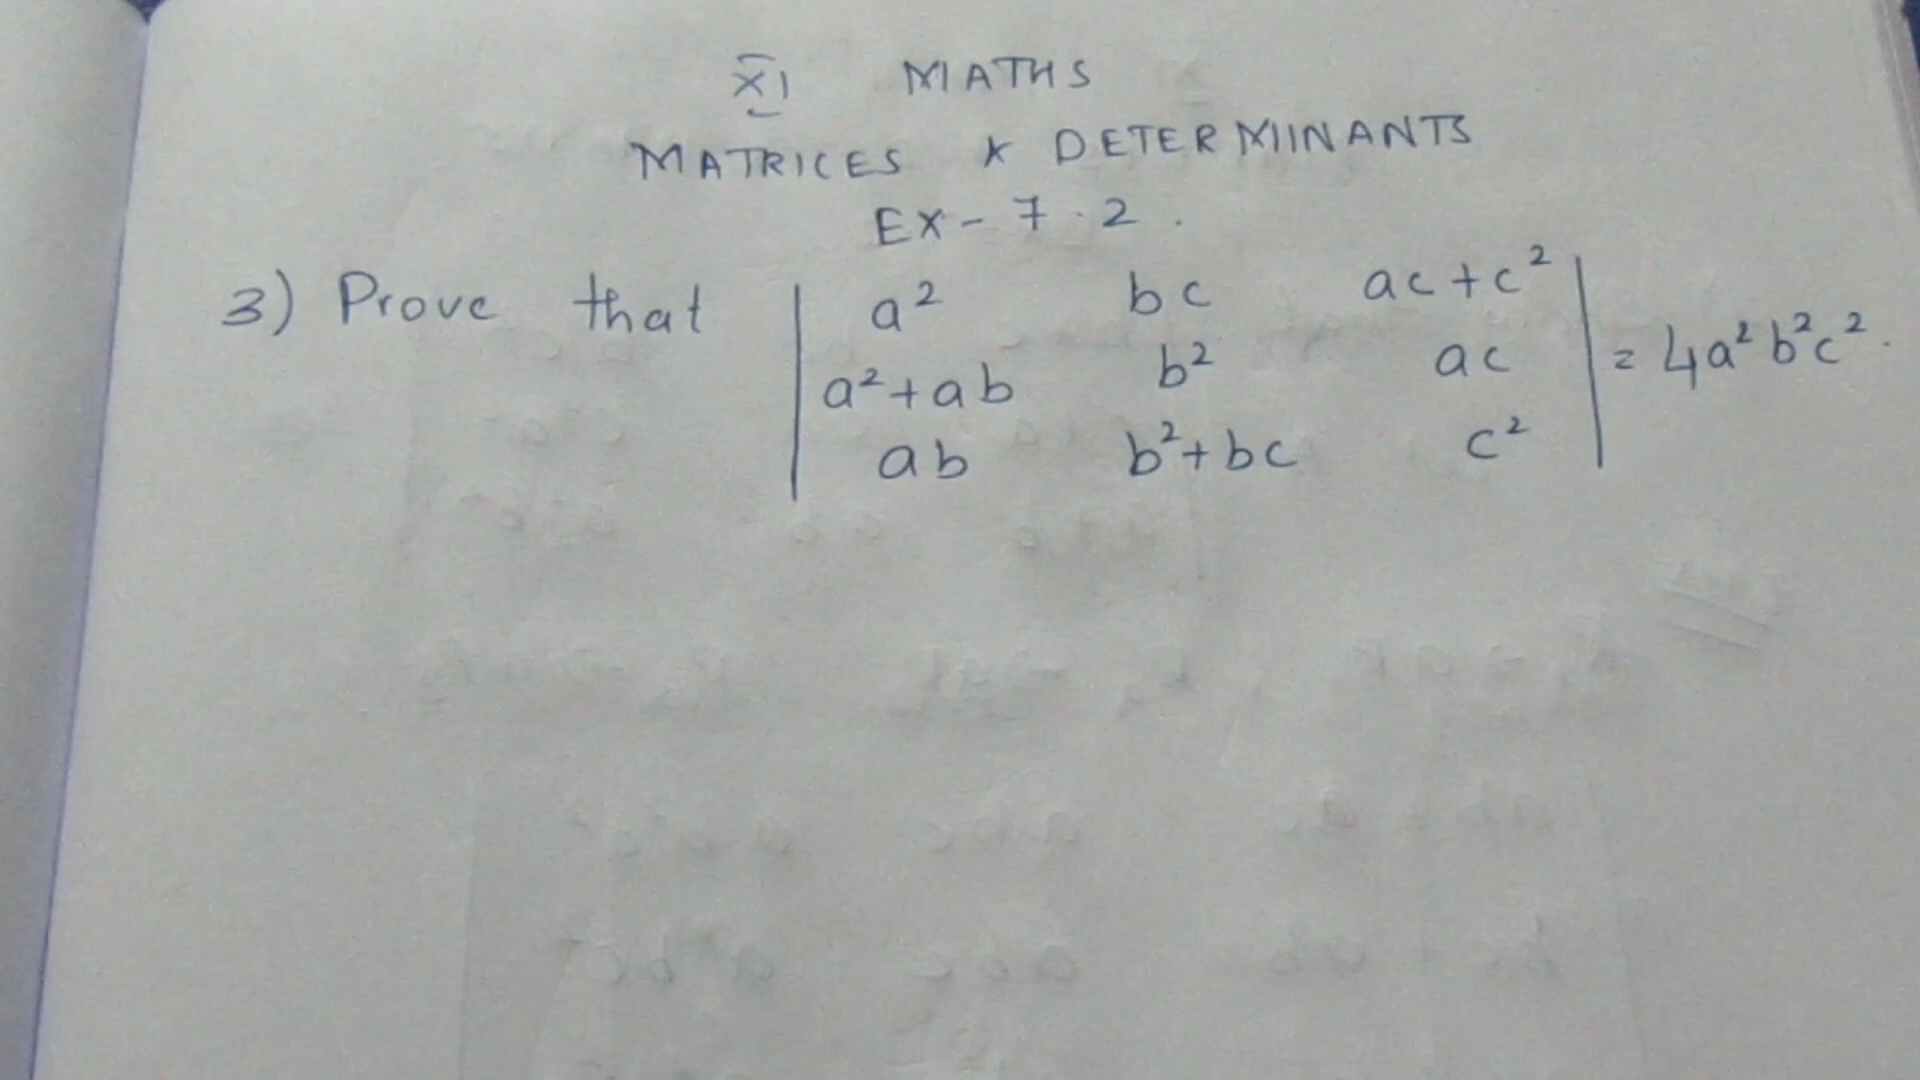 XI MATHS
MATRICES & DETERMINANTS
EX - 7.2.
3) Prove that | a² bc ac+c² |
| a²+ab b² ac | = 4a²b²c².
| ab b²+bc c² |